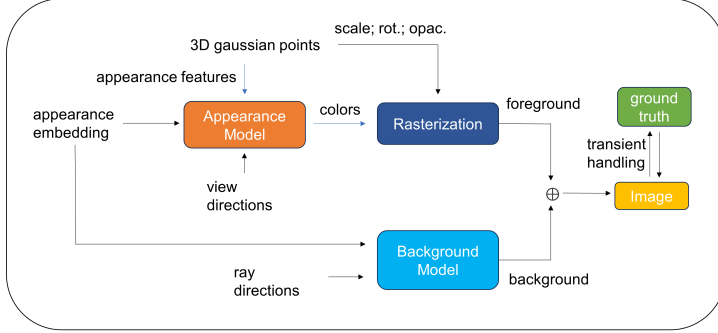 scale; rot.; opac.
3D gaussian points
appearance features
appearance
embedding
Appearance
Model
colors
Rasterization
foreground
ground
truth
transient
handling
view
directions
Image
Background
Model
ray
directions
background